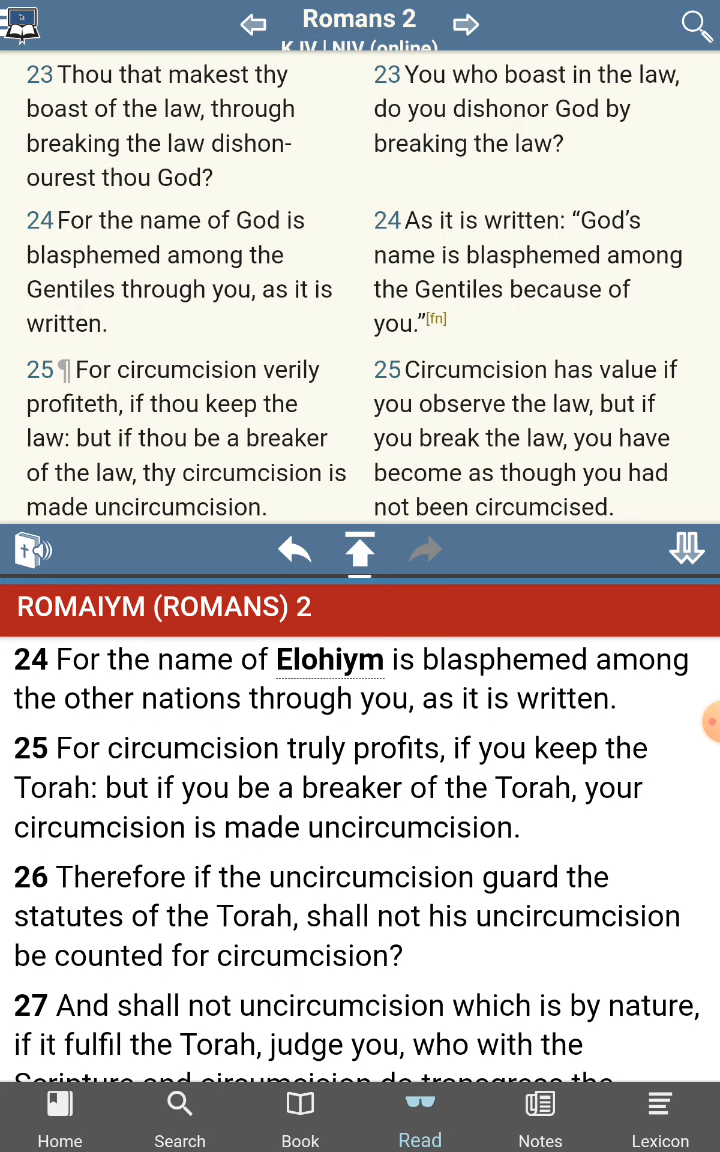 Romans 2
KJV | NIV (online)
23 Thou that makest thy
boast of the law, through
breaking the law dishon-
ourest thou God?
24 For the name of God is
blasphemed among the
Gentiles through you, as it is
written.
25 ¶ For circumcision verily
profiteth, if thou keep the
law: but if thou be a breaker
of the law, thy circumcision is
made uncircumcision.
23 You who boast in the law,
do you dishonor God by
breaking the law?
24 As it is written: “God’s
name is blasphemed among
the Gentiles because of
you.”[fn]
25 Circumcision has value if
you observe the law, but if
you break the law, you have
become as though you had
not been circumcised.
ROMAIYM (ROMANS) 2
24 For the name of Elohiym is blasphemed among
the other nations through you, as it is written.
25 For circumcision truly profits, if you keep the
Torah: but if you be a breaker of the Torah, your
circumcision is made uncircumcision.
26 Therefore if the uncircumcision guard the
statutes of the Torah, shall not his uncircumcision
be counted for circumcision?
27 And shall not uncircumcision which is by nature,
if it fulfil the Torah, judge you, who with the
Scripture and circumcision do transgress the
Home Search Book Read Notes Lexicon